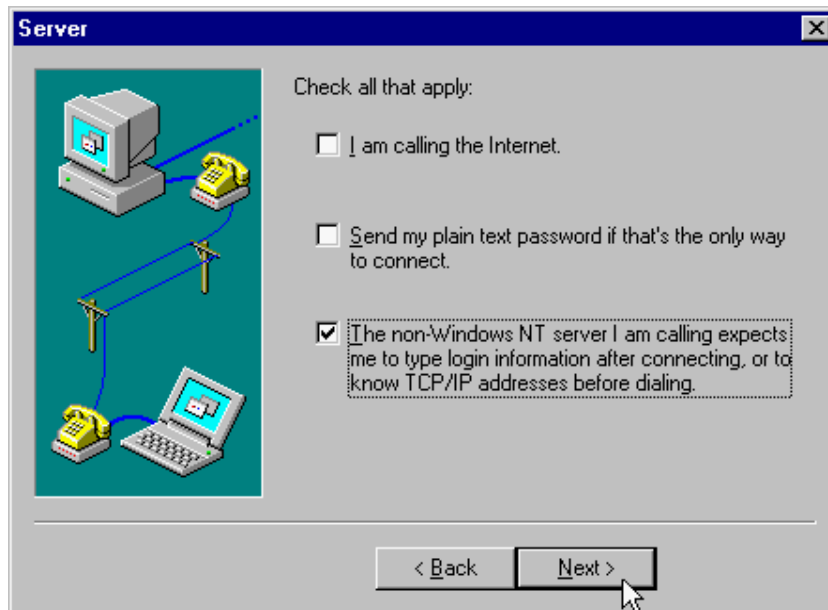 Server
Check all that apply:
I am calling the Internet.
Send my plain text password if that's the only way
to connect.
The non-Windows NT server I am calling expects
me to type login information after connecting, or to
know TCP/IP addresses before dialing.
< Back
Next >